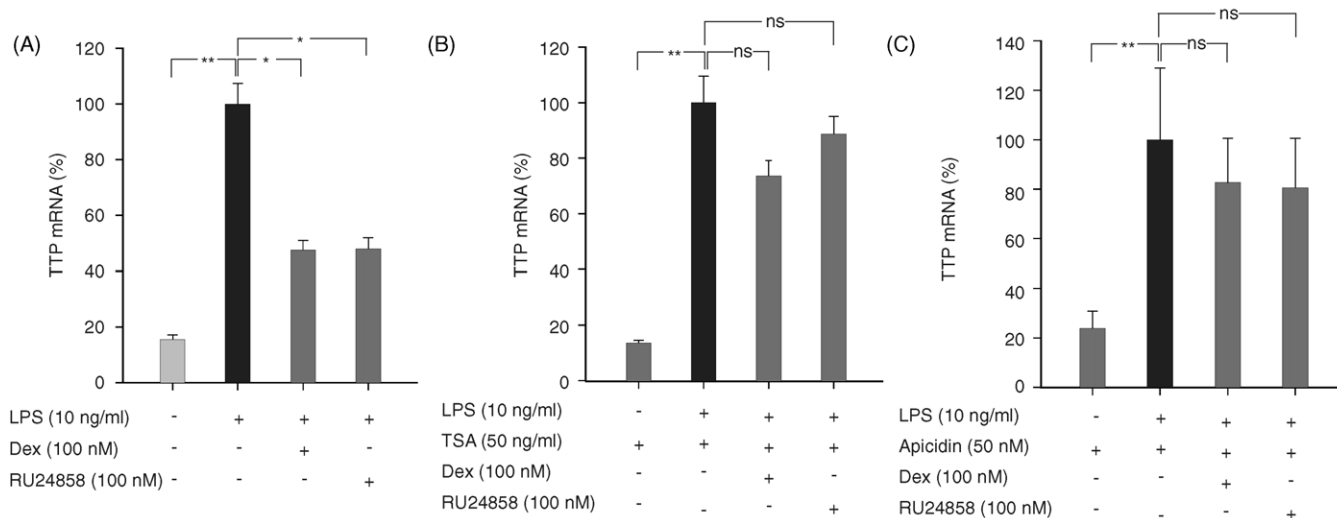 (A)
TTP mRNA (%)
120
100
80
60
40
20
0
** *
*
LPS (10 ng/ml) - + + +
Dex (100 nM) - - + -
RU24858 (100 nM) - - - +
(B)
TTP mRNA (%)
120
100
80
60
40
20
0
ns
** ns
LPS (10 ng/ml) - + + +
TSA (50 ng/ml) + + + +
Dex (100 nM) - - + -
RU24858 (100 nM) - - - +
(C)
TTP mRNA (%)
140
120
100
80
60
40
20
0
ns
** ns
LPS (10 ng/ml) - + + +
Apicidin (50 nM) + + + +
Dex (100 nM) - - + -
RU24858 (100 nM) - - - +